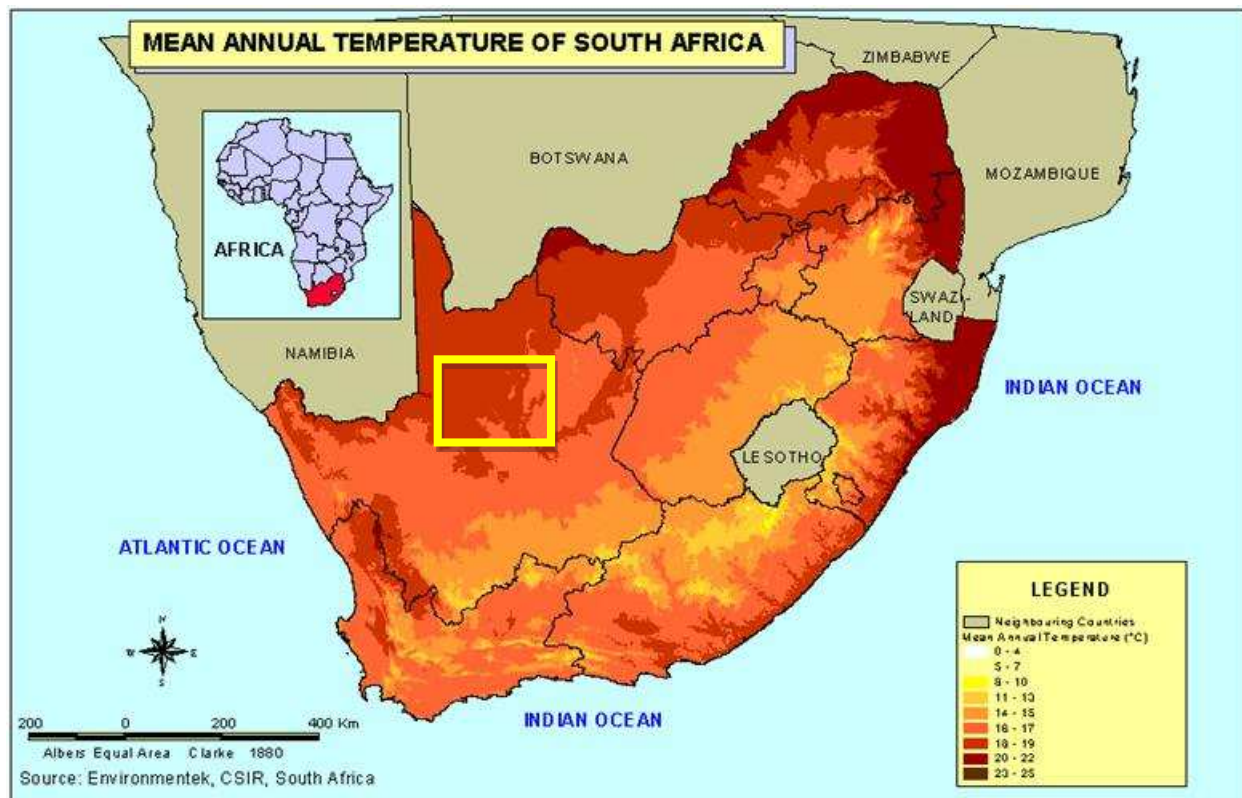 MEAN ANNUAL TEMPERATURE OF SOUTH AFRICA
ZIMBABWE
BOTSWANA
MOZAMBIQUE
AFRICA
SWAZI-
LAND
NAMIBIA
INDIAN OCEAN
LESOTHO
ATLANTIC OCEAN
INDIAN OCEAN
N
W
E
S
200 0 200 400 Km
Albers Equal Area Clarke 1880
Source: Environmentek, CSIR, South Africa
LEGEND
Neighbouring Countries
Mean Annual Temperature (°C)
0 - 4
5 - 7
8 - 10
11 - 13
14 - 15
16 - 17
18 - 19
20 - 22
23 - 25